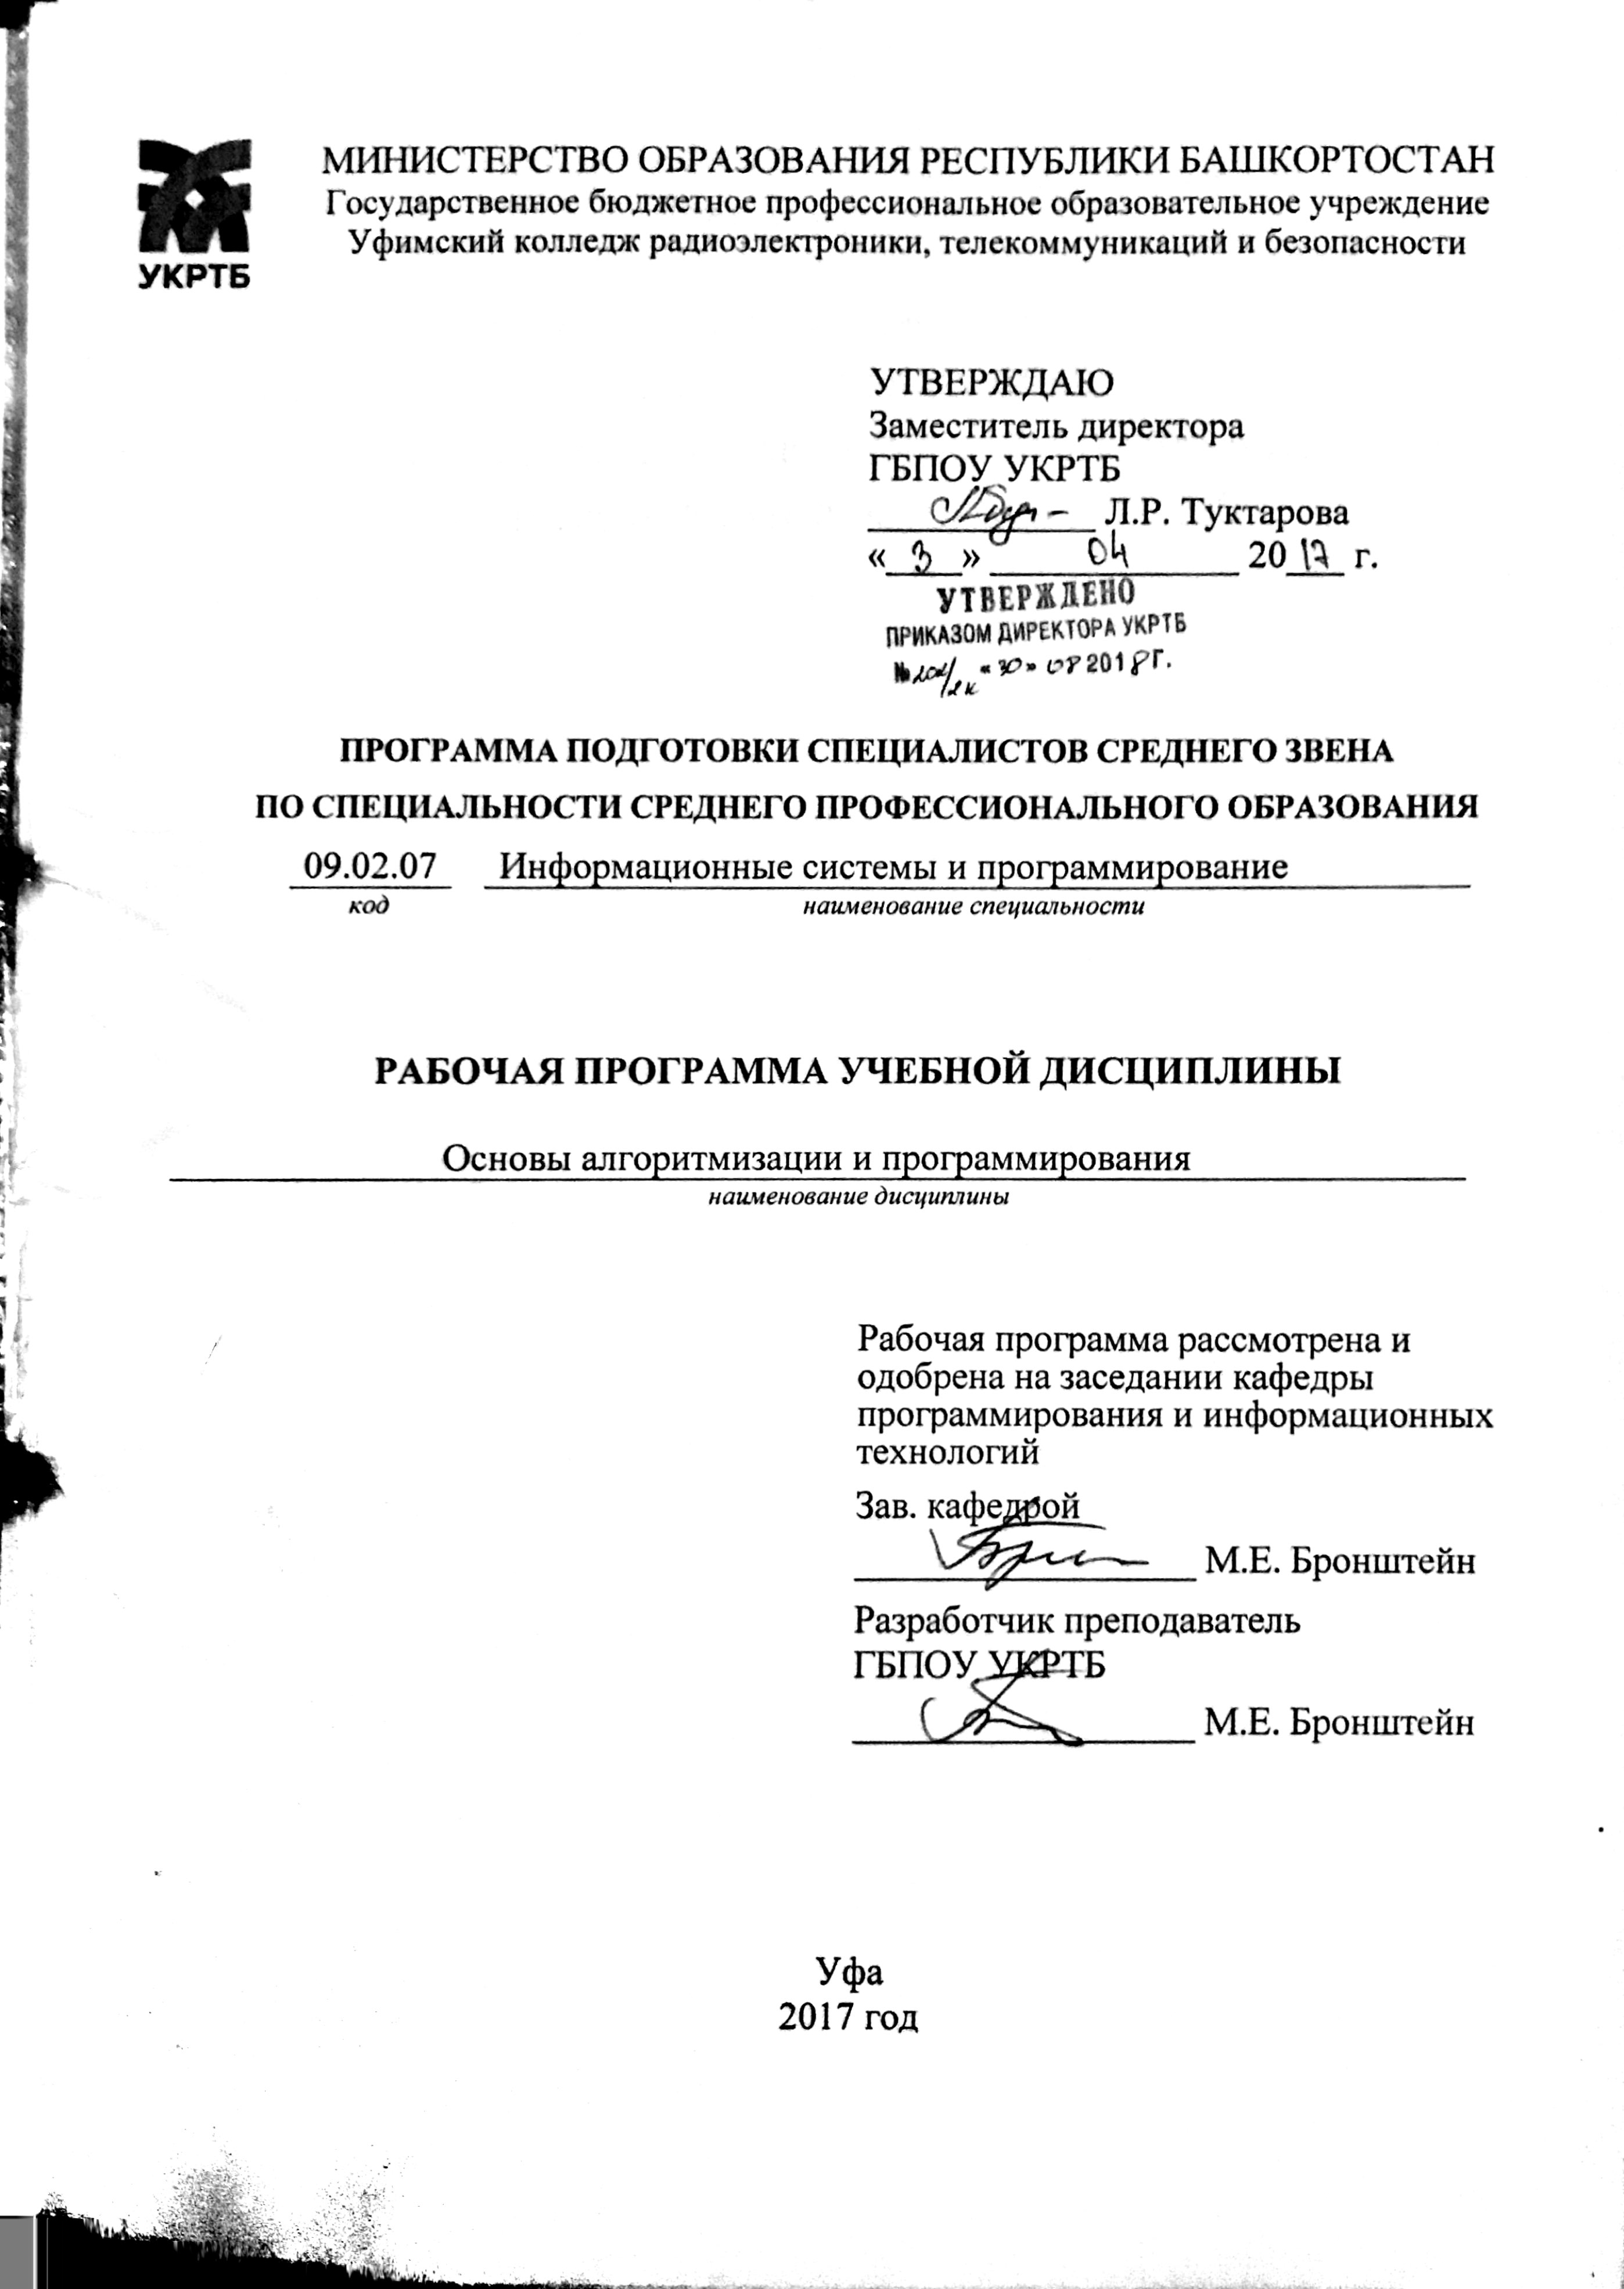 МИНИСТЕРСТВО ОБРАЗОВАНИЯ РЕСПУБЛИКИ БАШКОРТОСТАН
Государственное бюджетное профессиональное образовательное учреждение
Уфимский колледж радиоэлектроники, телекоммуникаций и безопасности
УКРТБ
УТВЕРЖДАЮ
Заместитель директора
ГБПОУ УКРТБ
Л.Р. Туктарова
« 3 » 04 2017 г.
УТВЕРЖДЕНО
ПРИКАЗОМ ДИРЕКТОРА УКРТБ
№ «30» 08 2018 Г.
ПРОГРАММА ПОДГОТОВКИ СПЕЦИАЛИСТОВ СРЕДНЕГО ЗВЕНА
ПО СПЕЦИАЛЬНОСТИ СРЕДНЕГО ПРОФЕССИОНАЛЬНОГО ОБРАЗОВАНИЯ
09.02.07 Информационные системы и программирование
код наименование специальности
РАБОЧАЯ ПРОГРАММА УЧЕБНОЙ ДИСЦИПЛИНЫ
Основы алгоритмизации и программирования
наименование дисциплины
Рабочая программа рассмотрена и
одобрена на заседании кафедры
программирования и информационных
технологий
Зав. кафедрой
М.Е. Бронштейн
Разработчик преподаватель
ГБПОУ УКРТБ
М.Е. Бронштейн
Уфа
2017 год